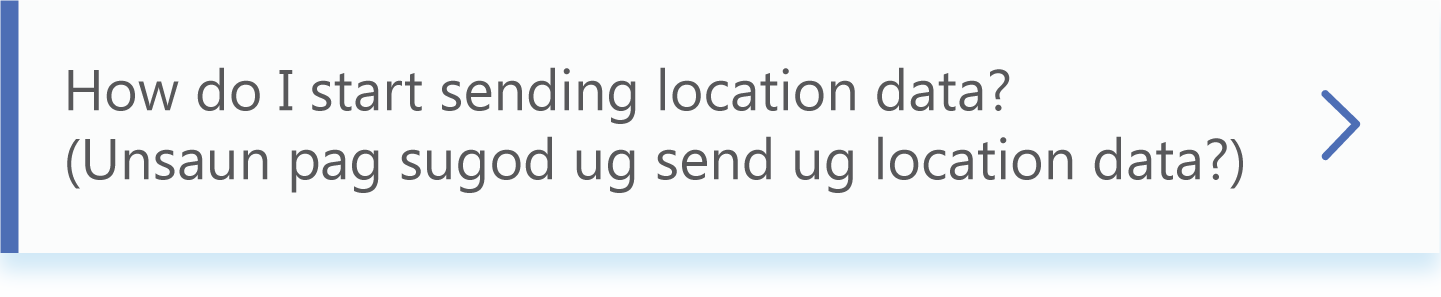 How do I start sending location data?
(Unsaun pag sugod ug send ug location data?)